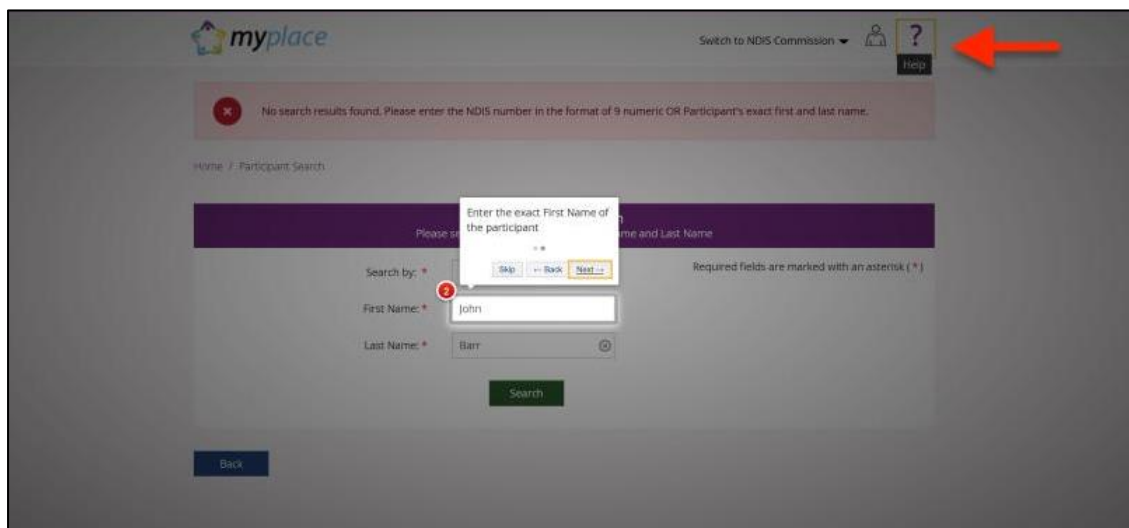 myplace
Switch to NDIS Commission
?
Help
No search results found. Please enter the NDIS number in the format of 9 numeric OR Participant's exact first and last name.
Home / Participant Search
Enter the exact First Name of
the participant
Please se
me and Last Name
Skip
← Back
Next →
Search by: *
Required fields are marked with an asterisk (*)
2
First Name: *
John
Last Name: *
Barr
Search
Back